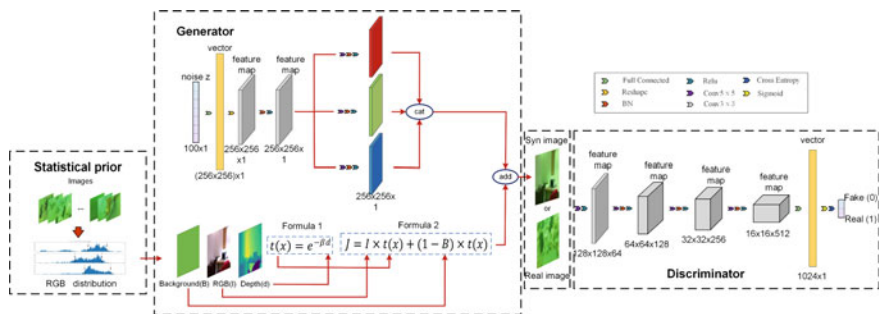 Generator
vector
noise z
feature
map
feature
map
100x1
(256x256)x1
256x256
x1
256x256x
1
256x256x
1
cat
add
Statistical prior
Images
RGB distribution
Formula 1
t(x) = e^{-βd}
Formula 2
J = I × t(x) + (1 − B) × t(x)
Background(B) RGB(I) Depth(d)
Full Connected
Relu
Cross Entropy
Reshape
Conv 5 x 5
Sigmoid
BN
Conv 3 x 3
Syn image
or
Real image
feature
map
feature
map
feature
map
feature
map
vector
128x128x64
64x64x128
32x32x256
16x16x512
1024x1
Fake (0)
Real (1)
Discriminator